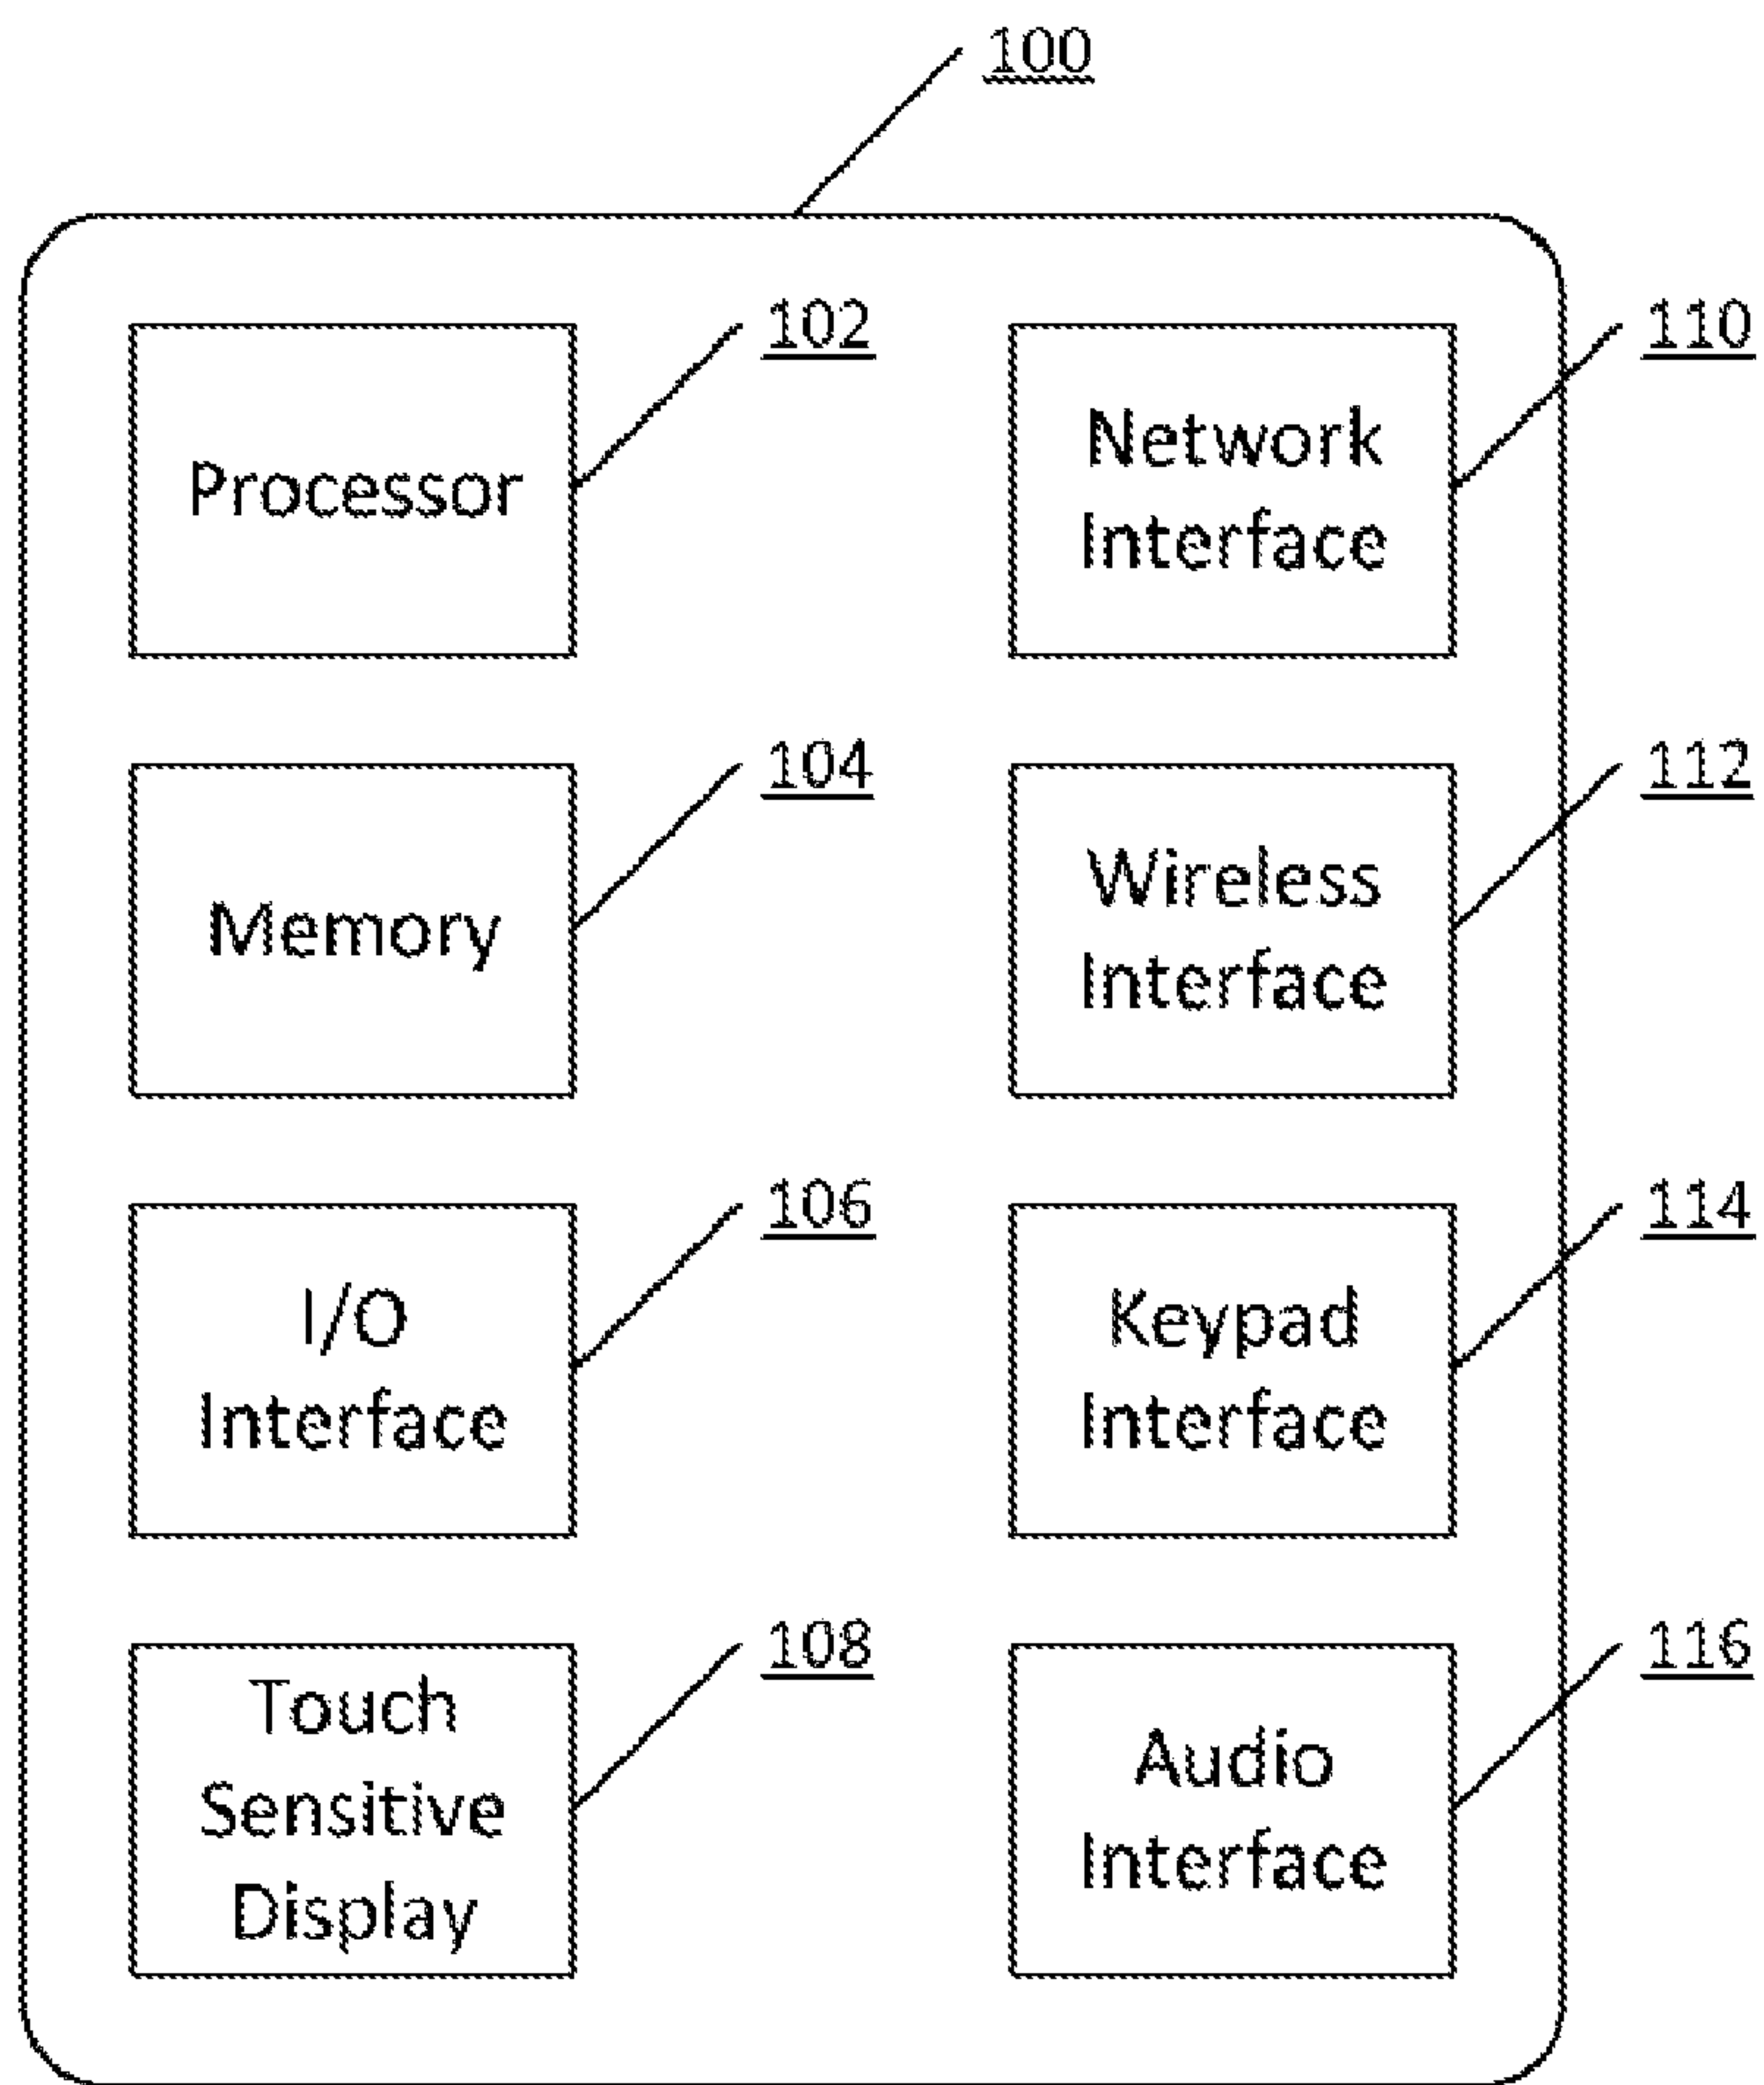 100
102
Processor
110
Network
Interface
104
Memory
112
Wireless
Interface
106
I/O
Interface
114
Keypad
Interface
108
Touch
Sensitive
Display
116
Audio
Interface